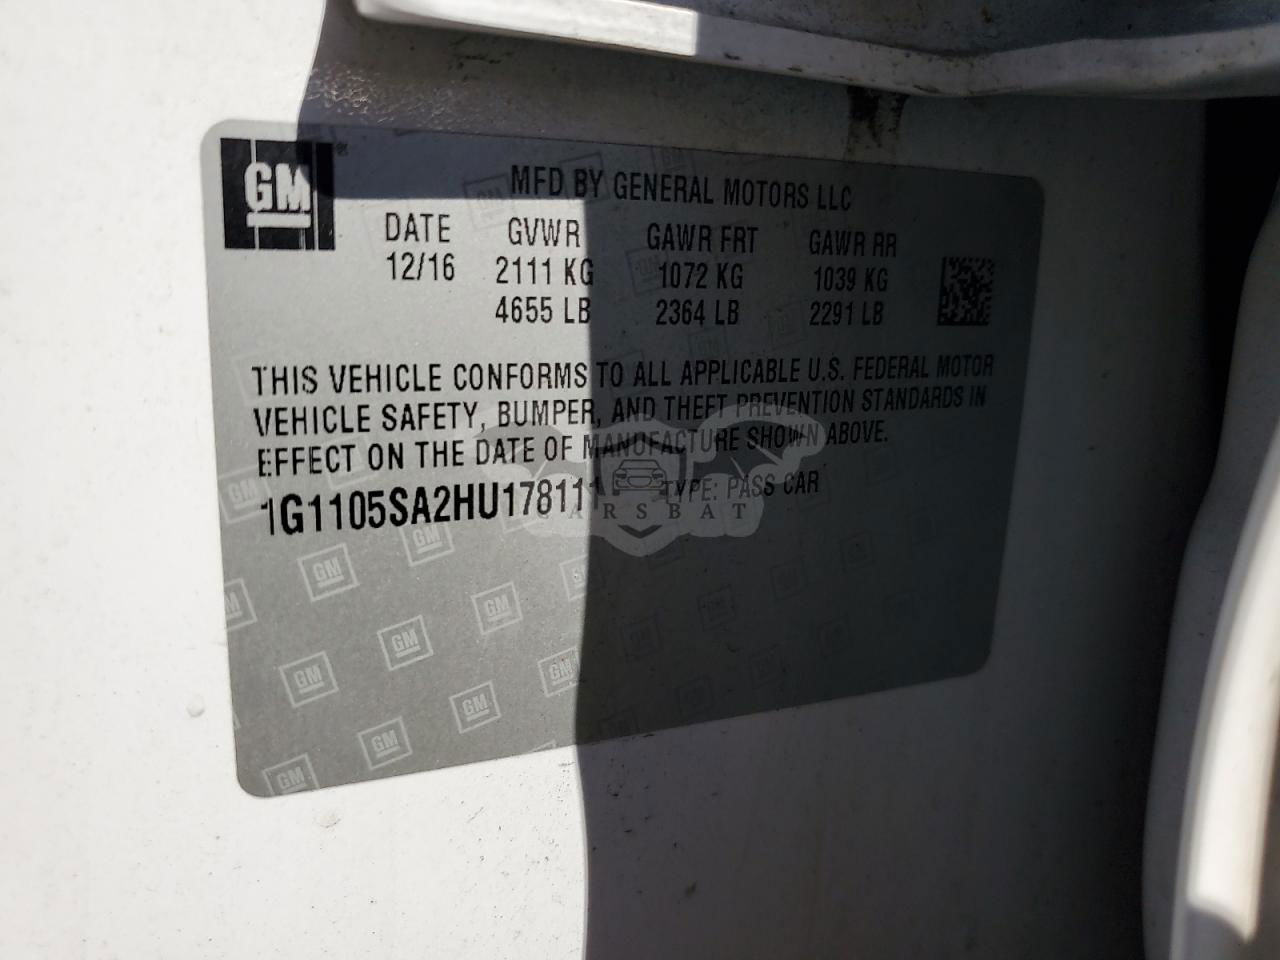 GM ®
MFD BY GENERAL MOTORS LLC
DATE GVWR GAWR FRT GAWR RR
12/16 2111 KG 1072 KG 1039 KG
4655 LB 2364 LB 2291 LB
THIS VEHICLE CONFORMS TO ALL APPLICABLE U.S. FEDERAL MOTOR
VEHICLE SAFETY, BUMPER, AND THEFT PREVENTION STANDARDS IN
EFFECT ON THE DATE OF MANUFACTURE SHOWN ABOVE.
1G1105SA2HU178111 TYPE: PASS CAR
CARSBAT